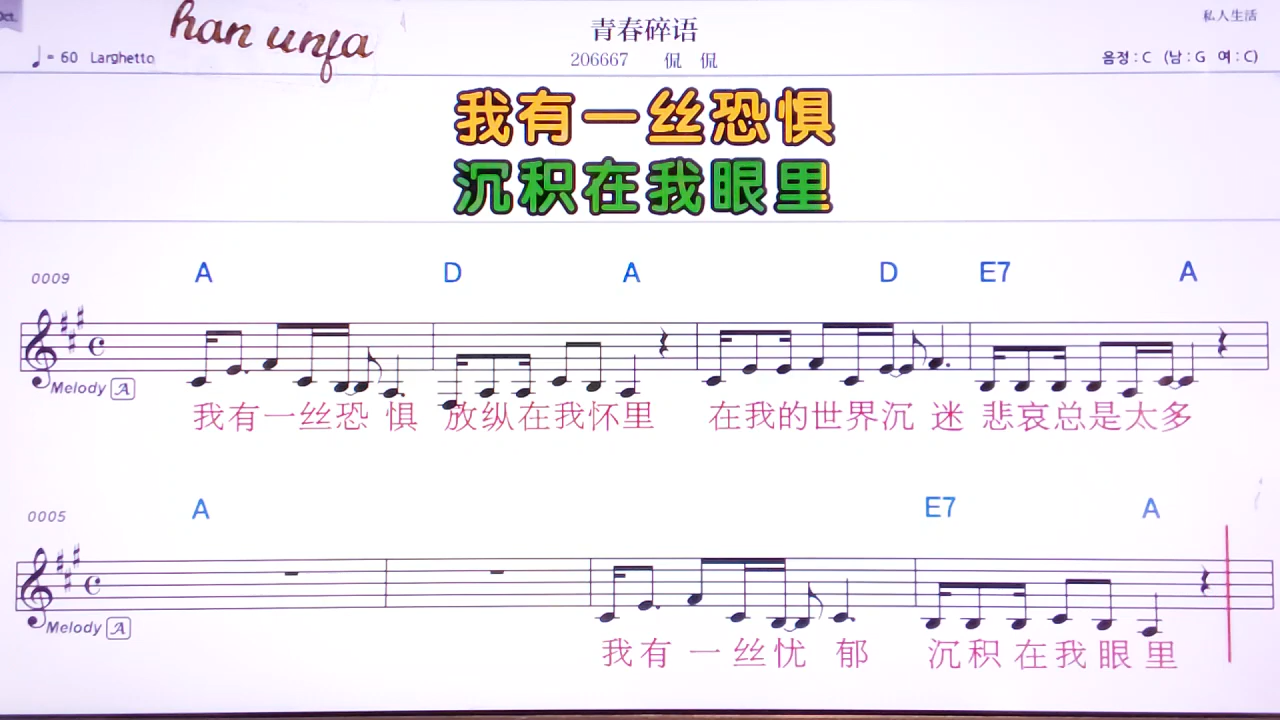 han unfa
青春碎语
私人生活
♩= 60 Larghetto
206667 侃 侃
음정 : C (남 : G 여 : C)
我有一丝恐惧
沉积在我眼里
0009 A D A D E7 A
Melody A
我有一丝恐 惧 放纵在我怀里 在我的世界沉 迷 悲哀总是太多
0005 A E7 A
Melody A
我有 一 丝忧 郁 沉积 在我眼里